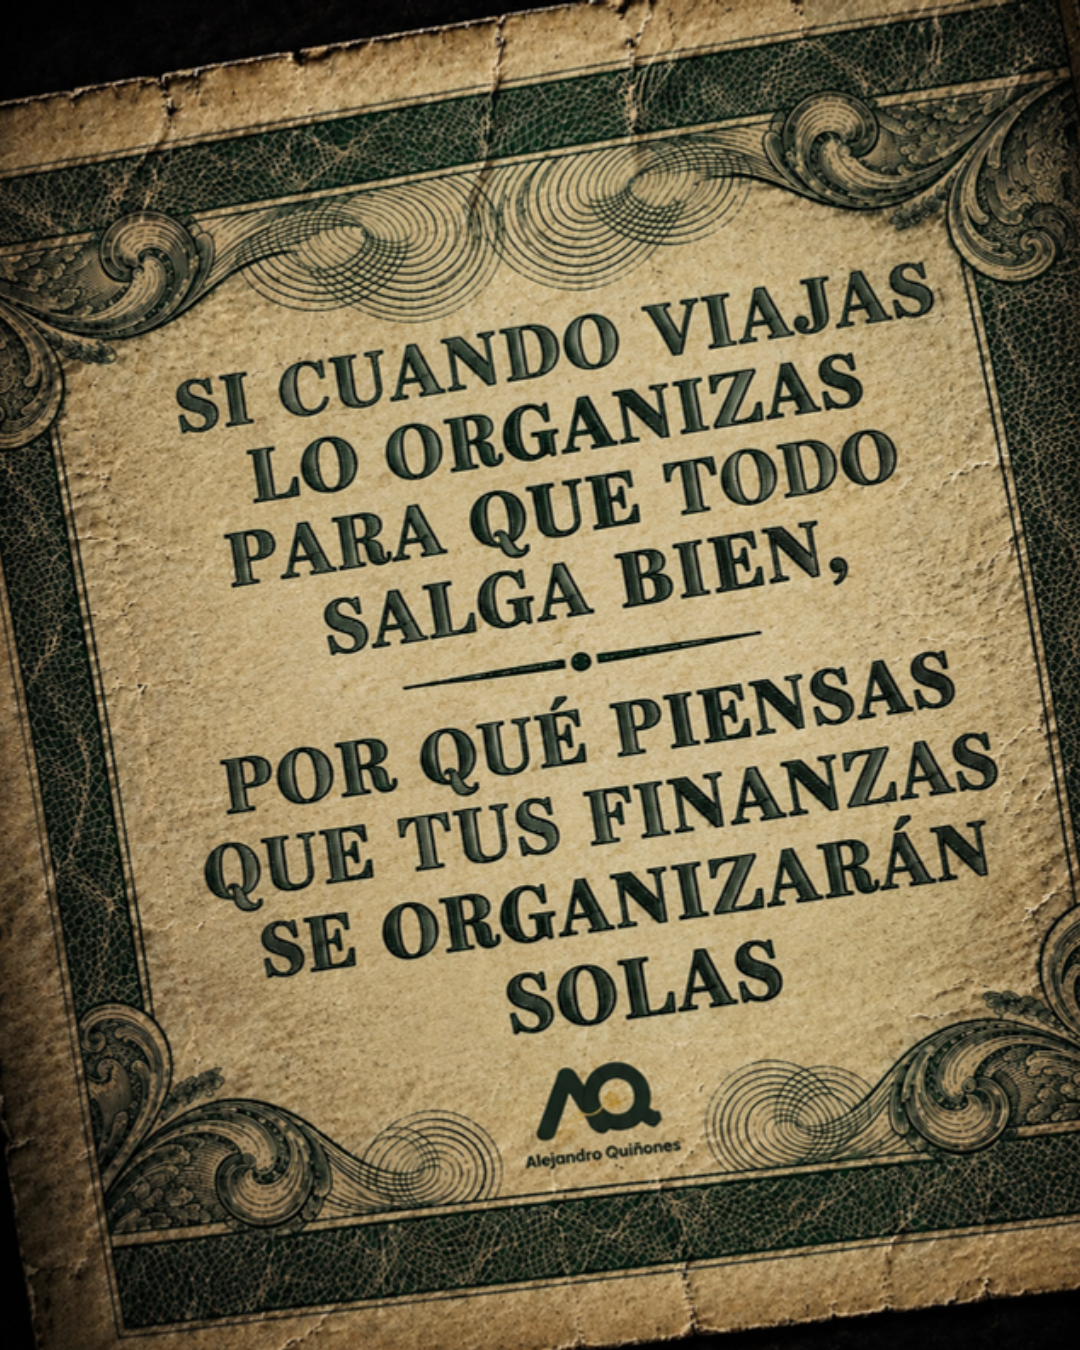 SI CUANDO VIAJAS
LO ORGANIZAS
PARA QUE TODO
SALGA BIEN,
POR QUÉ PIENSAS
QUE TUS FINANZAS
SE ORGANIZARÁN
SOLAS
AQ
Alejandro Quiñones